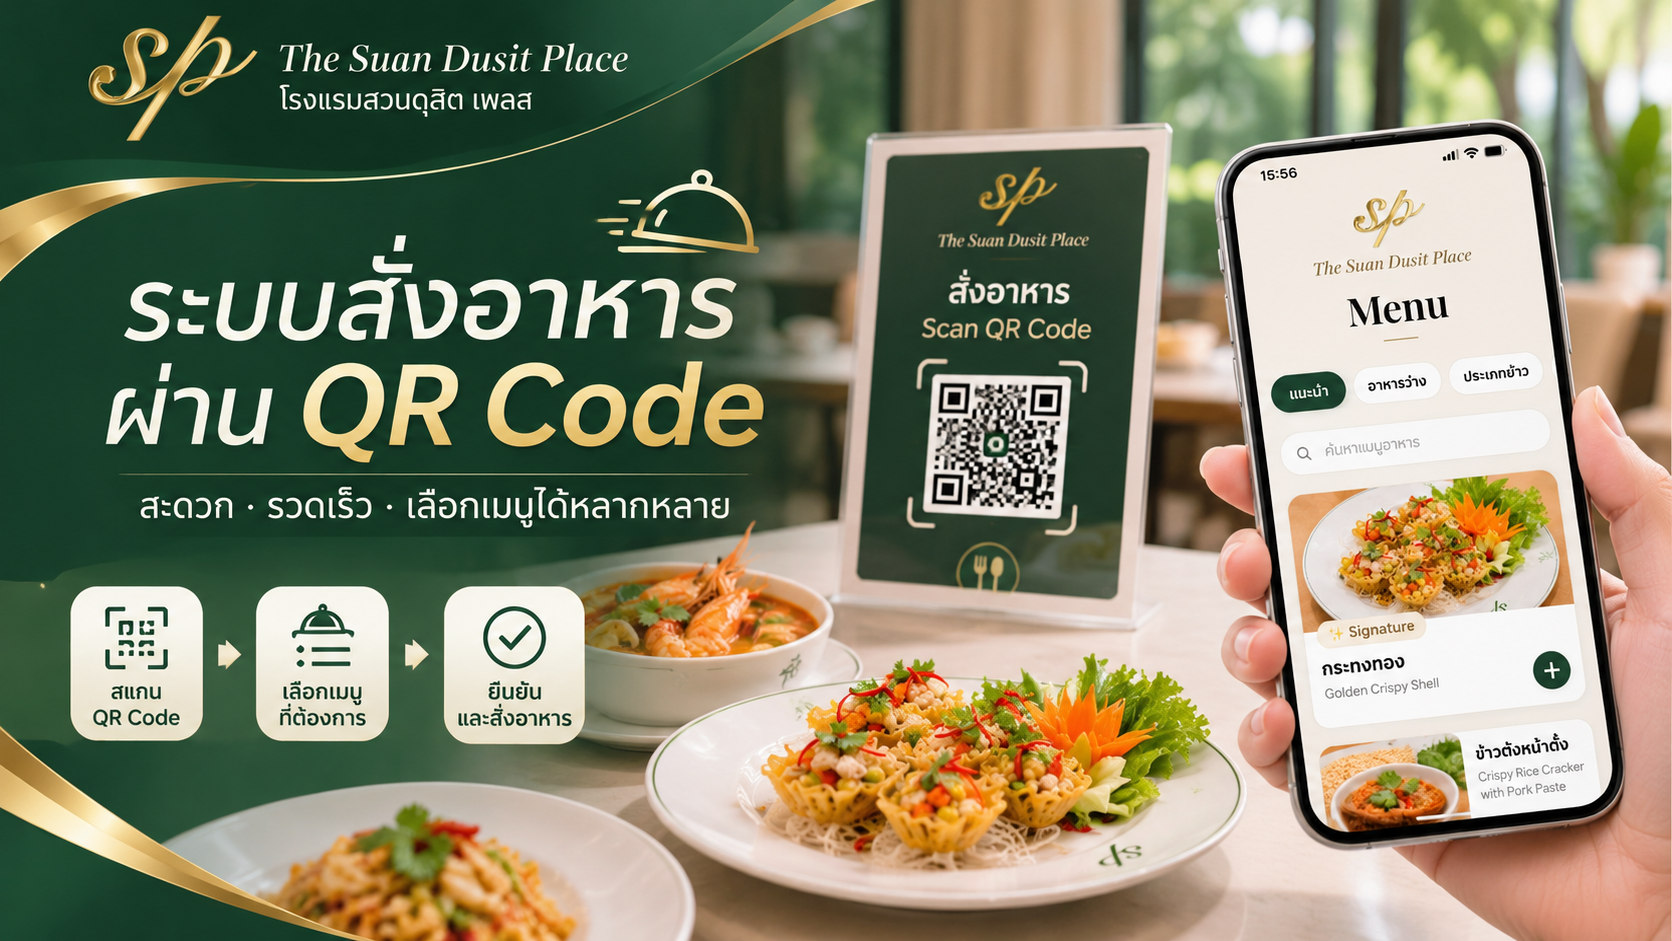 sp
The Suan Dusit Place
โรงแรมสวนดุสิต เพลส
ระบบสั่งอาหาร
ผ่าน QR Code
สะดวก · รวดเร็ว · เลือกเมนูได้หลากหลาย
สแกน
QR Code
เลือกเมนู
ที่ต้องการ
ยืนยัน
และสั่งอาหาร
sp
The Suan Dusit Place
สั่งอาหาร
Scan QR Code
sp
15:56
sp
The Suan Dusit Place
Menu
แนะนำ
อาหารว่าง
ประเภทย้าว
ค้นหาเมนูอาหาร
Signature
กระทงทอง
Golden Crispy Shell
+
ข้าวตังหน้าตั้ง
Crispy Rice Cracker
with Pork Paste